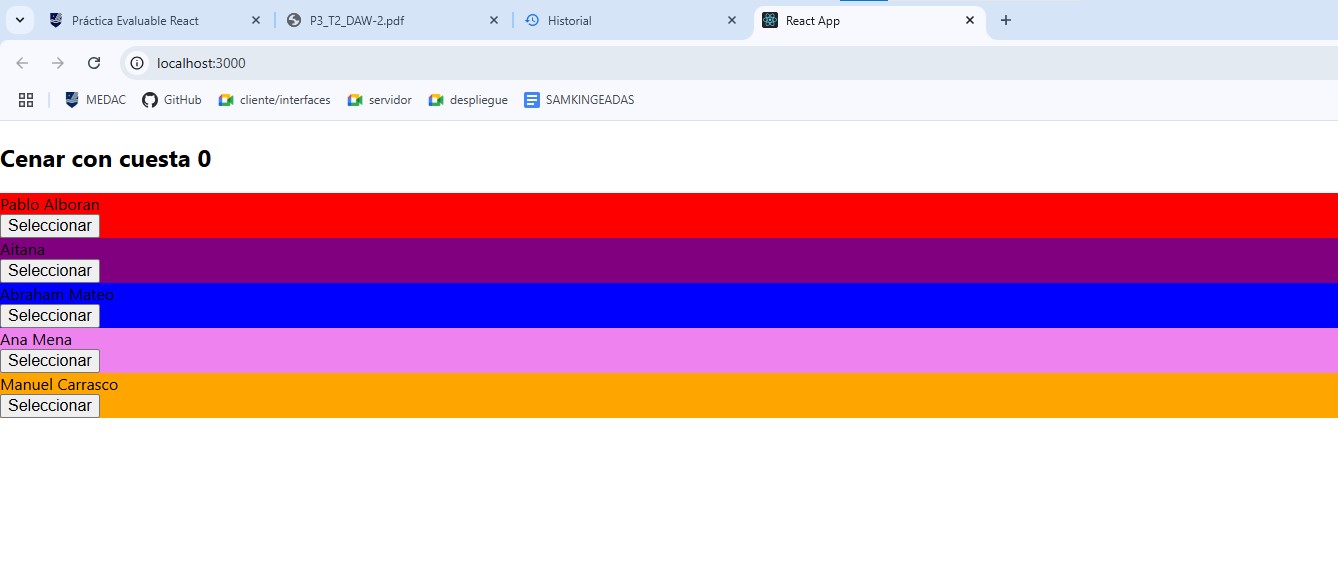 Práctica Evaluable React
P3_T2_DAW-2.pdf
Historial
React App
localhost:3000
MEDAC
GitHub
cliente/interfaces
servidor
despliegue
SAMKINGEADAS
Cenar con cuesta 0
Pablo Alboran
Seleccionar
Aitana
Seleccionar
Abraham Mateo
Seleccionar
Ana Mena
Seleccionar
Manuel Carrasco
Seleccionar